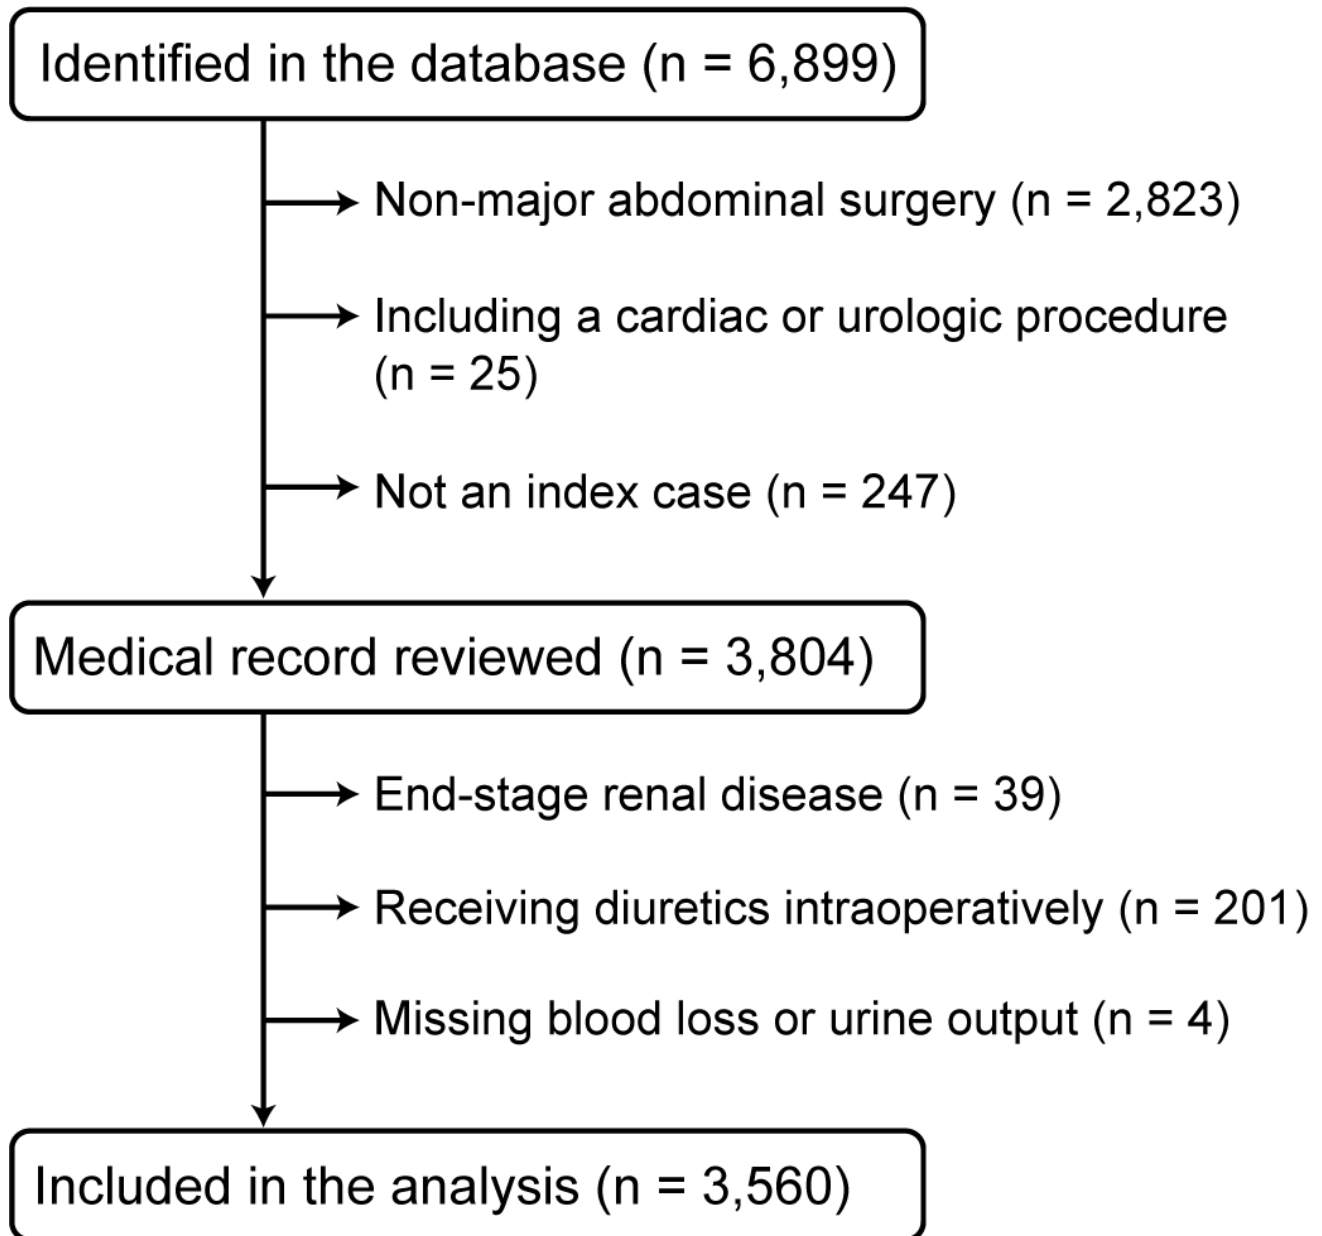 Identified in the database (n = 6,899)
Non-major abdominal surgery (n = 2,823)
Including a cardiac or urologic procedure
(n = 25)
Not an index case (n = 247)
Medical record reviewed (n = 3,804)
End-stage renal disease (n = 39)
Receiving diuretics intraoperatively (n = 201)
Missing blood loss or urine output (n = 4)
Included in the analysis (n = 3,560)